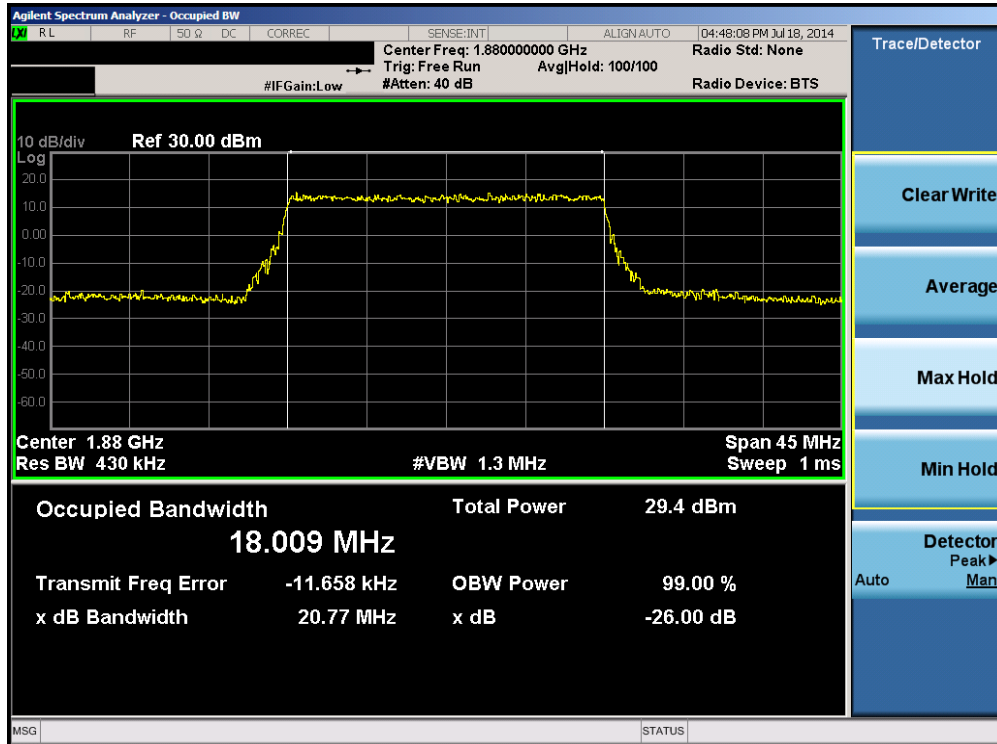 Agilent Spectrum Analyzer - Occupied BW
LXI RL RF 50 Ω DC CORREC SENSE:INT ALIGN AUTO 04:48:08 PM Jul 18, 2014
Center Freq: 1.880000000 GHz Radio Std: None
Trig: Free Run Avg|Hold: 100/100
#IFGain:Low #Atten: 40 dB Radio Device: BTS
Trace/Detector
10 dB/div Ref 30.00 dBm
Log
20.0
10.0
0.00
-10.0
-20.0
-30.0
-40.0
-50.0
-60.0
Center 1.88 GHz Span 45 MHz
Res BW 430 kHz #VBW 1.3 MHz Sweep 1 ms
Occupied Bandwidth Total Power 29.4 dBm
18.009 MHz
Transmit Freq Error -11.658 kHz OBW Power 99.00 %
x dB Bandwidth 20.77 MHz x dB -26.00 dB
Clear Write
Average
Max Hold
Min Hold
Detector
Peak▶
Auto Man
MSG STATUS